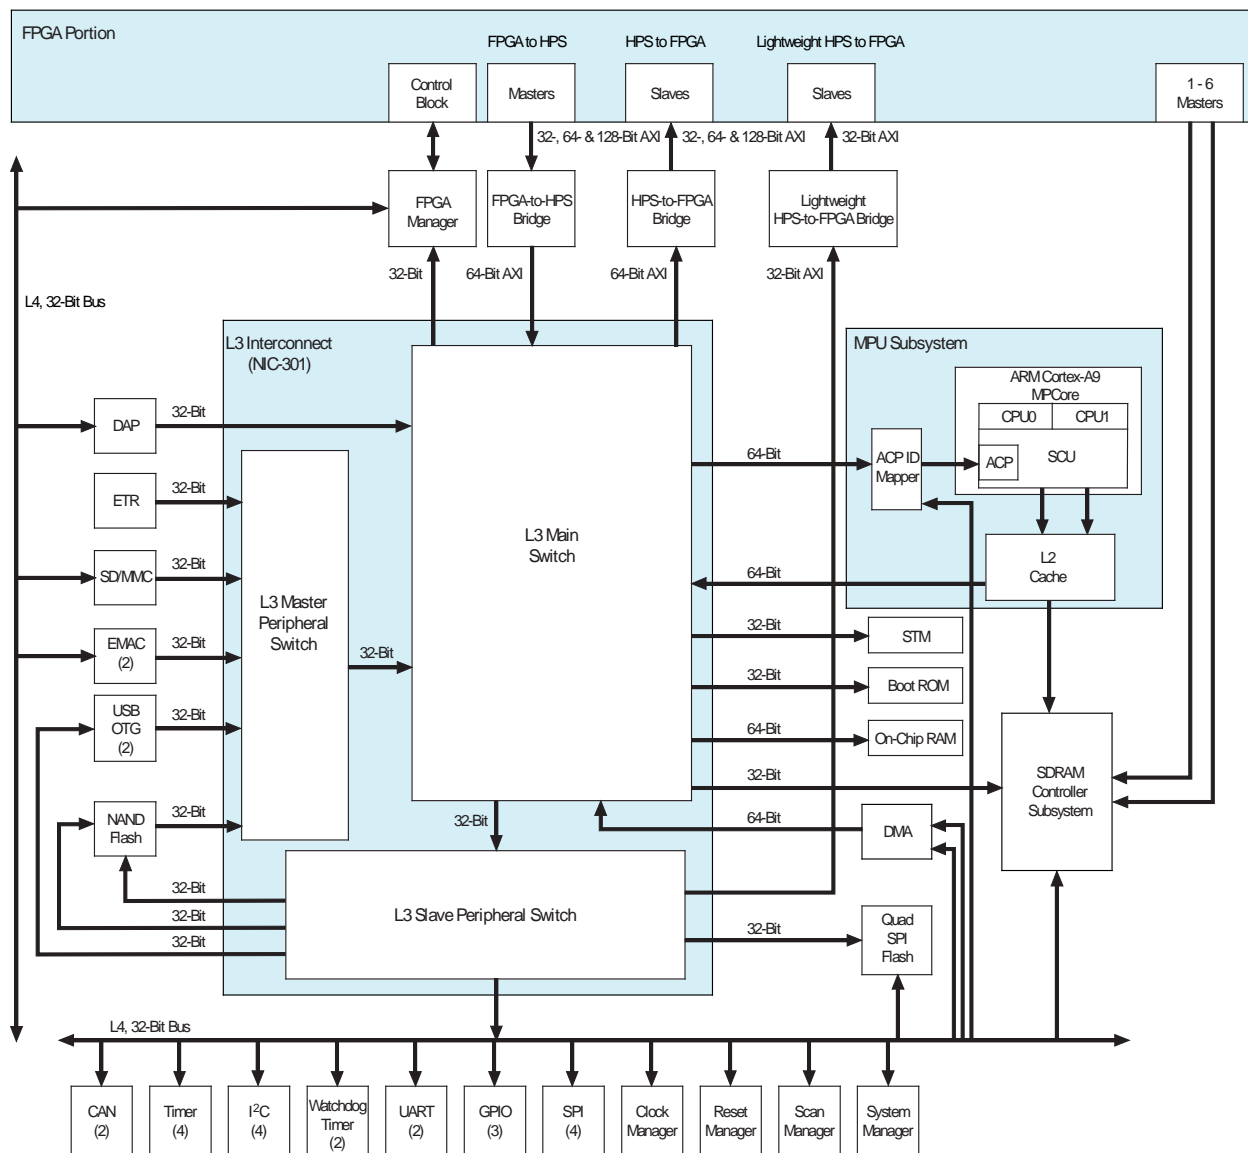 FPGA Portion
FPGA to HPS
HPS to FPGA
Lightweight HPS to FPGA
Control
Block
Masters
Slaves
Slaves
1 - 6
Masters
32-, 64- & 128-Bit AXI
32-, 64- & 128-Bit AXI
32-Bit AXI
FPGA
Manager
FPGA-to-HPS
Bridge
HPS-to-FPGA
Bridge
Lightweight
HPS-to-FPGA Bridge
32-Bit
64-Bit AXI
64-Bit AXI
32-Bit AXI
L4, 32-Bit Bus
L3 Interconnect
(NIC-301)
MPU Subsystem
ARM Cortex-A9
MPCore
CPU0
CPU1
ACP
SCU
ACP ID
Mapper
DAP
32-Bit
64-Bit
ETR
32-Bit
L3 Main
Switch
L2
Cache
SD/MMC
32-Bit
64-Bit
L3 Master
Peripheral
Switch
EMAC
(2)
32-Bit
32-Bit
32-Bit
STM
32-Bit
Boot ROM
USB
OTG
(2)
32-Bit
64-Bit
On-Chip RAM
32-Bit
SDRAM
Controller
Subsystem
NAND
Flash
32-Bit
32-Bit
64-Bit
DMA
32-Bit
32-Bit
32-Bit
L3 Slave Peripheral Switch
32-Bit
Quad
SPI
Flash
L4, 32-Bit Bus
CAN
(2)
Timer
(4)
I²C
(4)
Watchdog
Timer
(2)
UART
(2)
GPIO
(3)
SPI
(4)
Clock
Manager
Reset
Manager
Scan
Manager
System
Manager